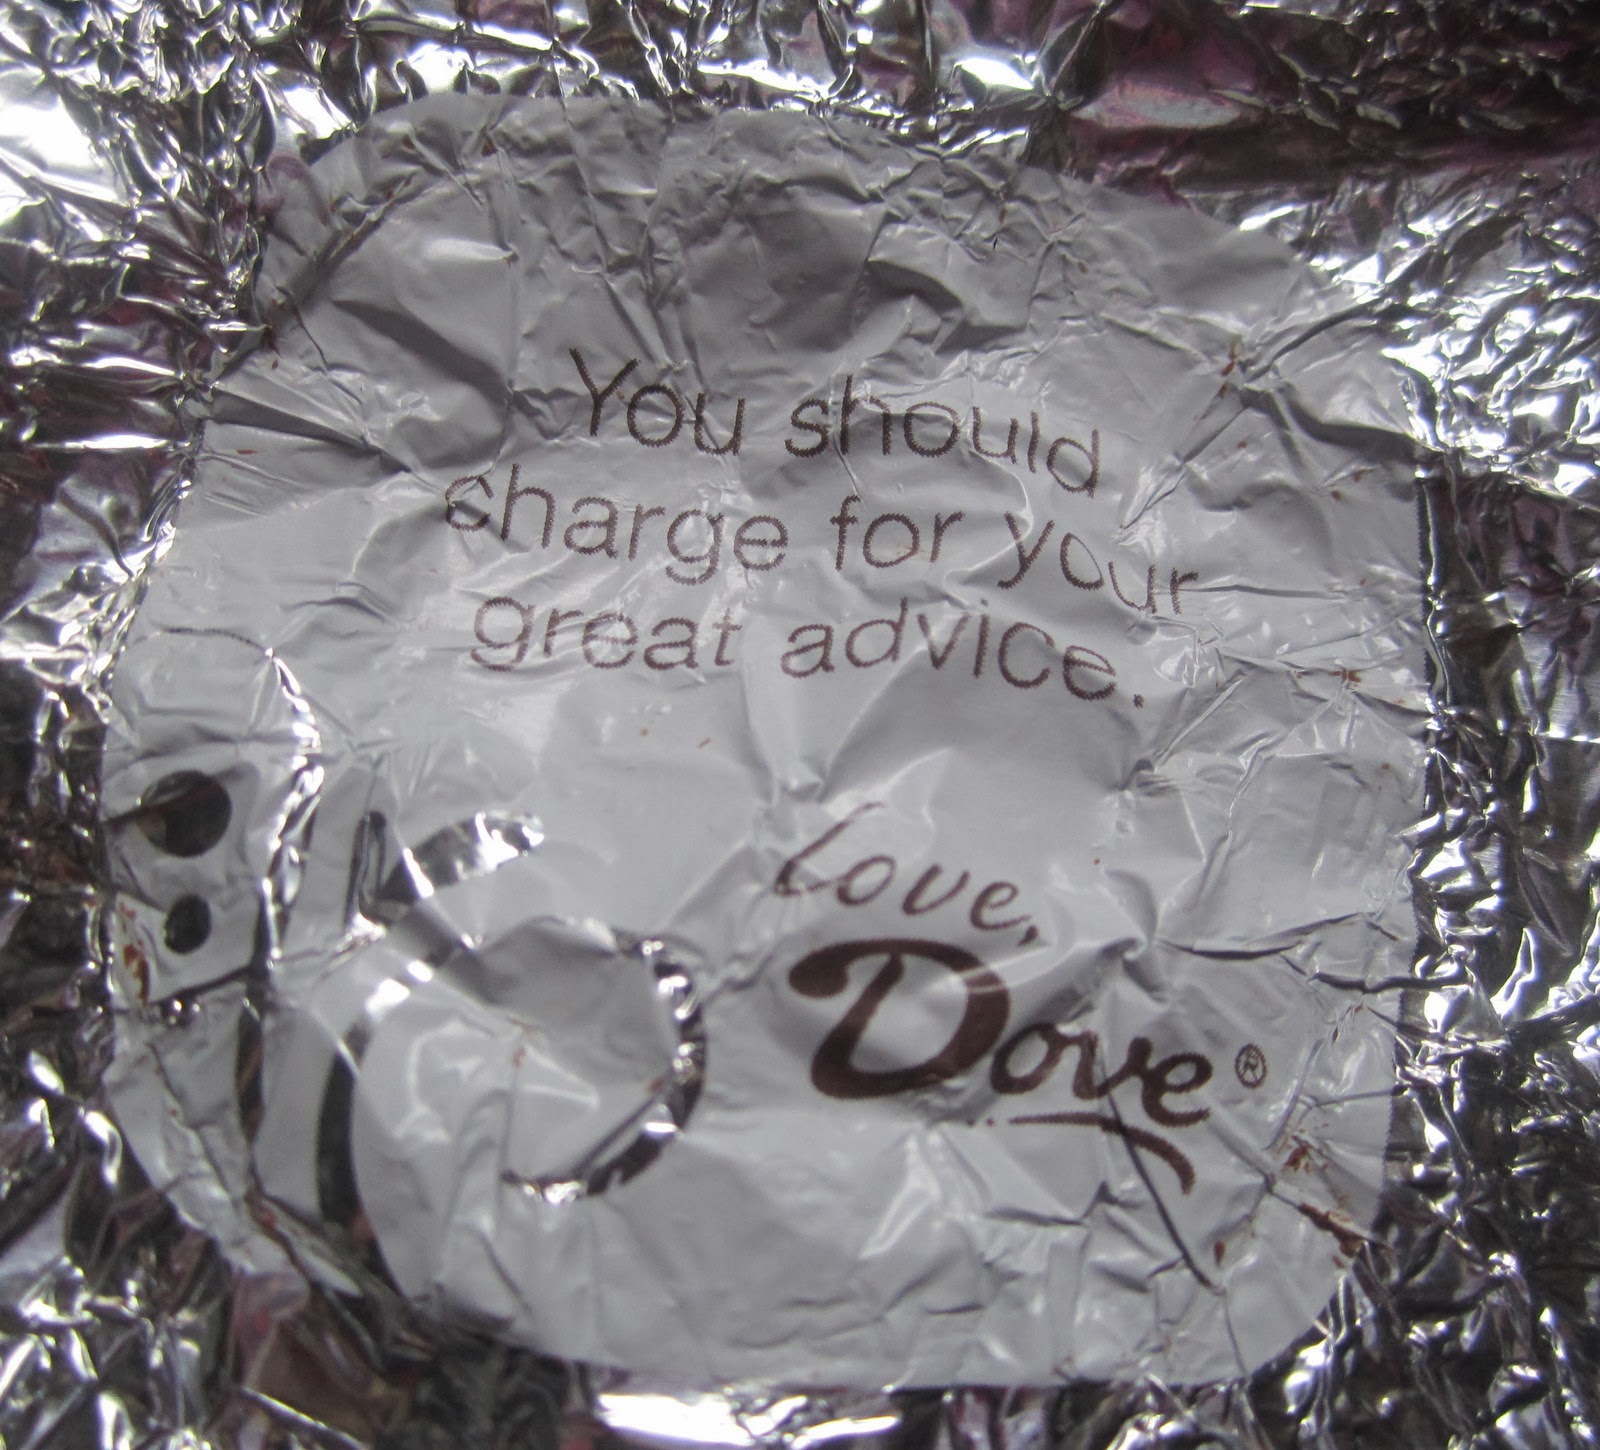 You should
charge for your
great advice.
Love,
Dove®